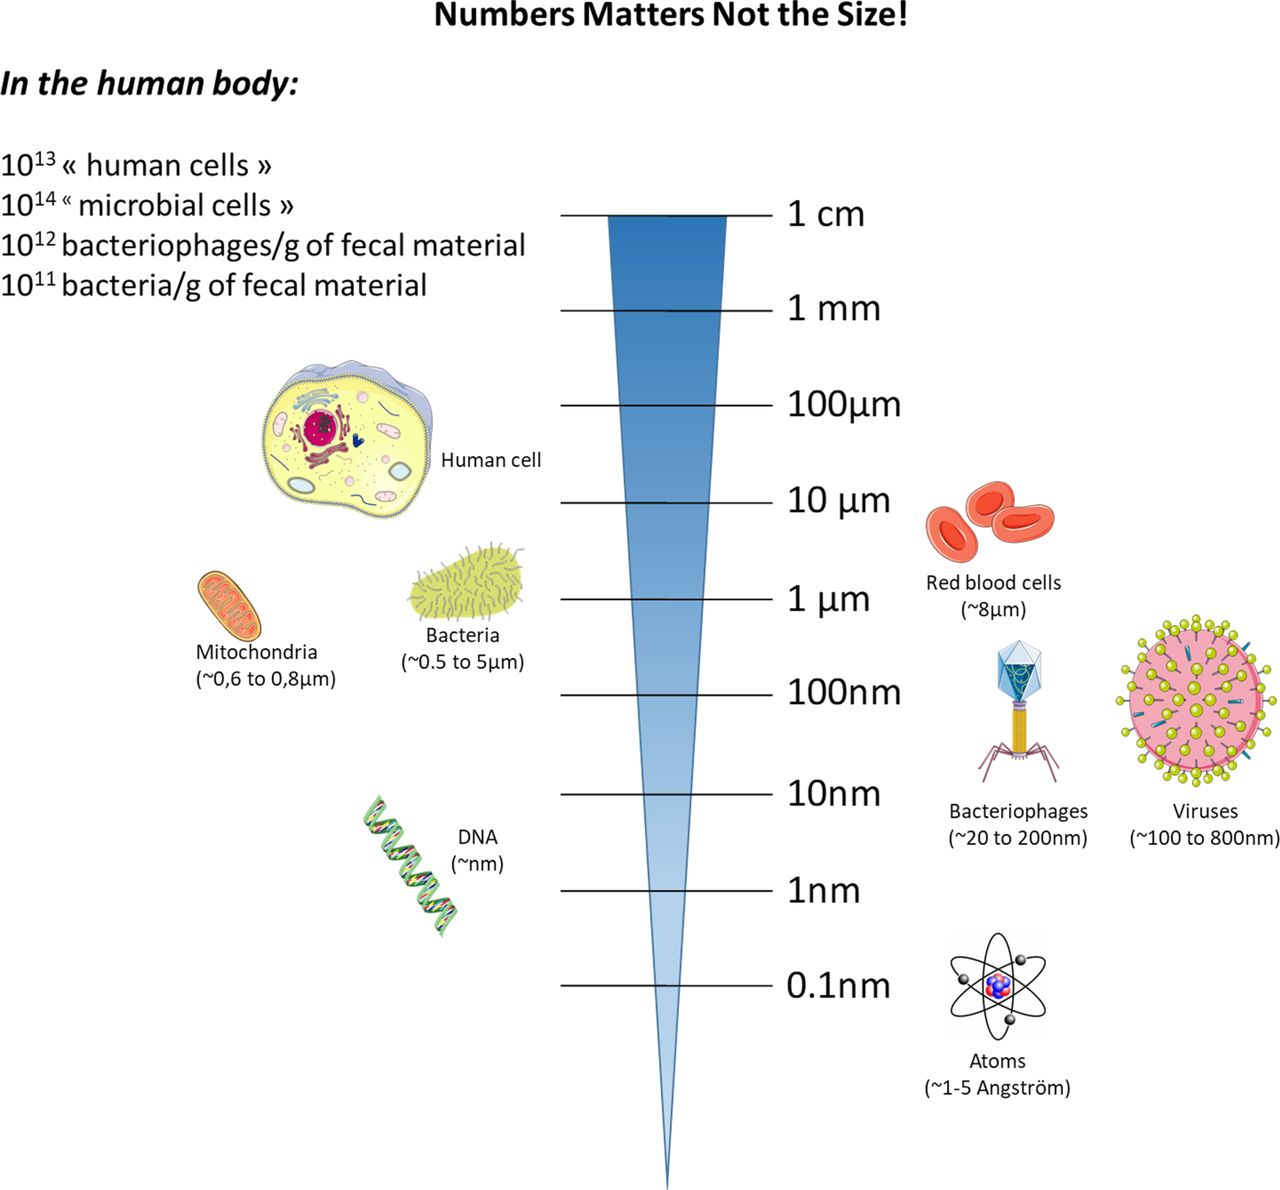 Numbers Matters Not the Size!
In the human body:
10¹³ « human cells »
10¹⁴ « microbial cells »
10¹² bacteriophages/g of fecal material
10¹¹ bacteria/g of fecal material
1 cm
1 mm
100µm
Human cell
10 µm
Red blood cells
(~8µm)
1 µm
Bacteria
(~0.5 to 5µm)
Mitochondria
(~0,6 to 0,8µm)
100nm
10nm
Bacteriophages
(~20 to 200nm)
Viruses
(~100 to 800nm)
DNA
(~nm)
1nm
0.1nm
Atoms
(~1-5 Angström)